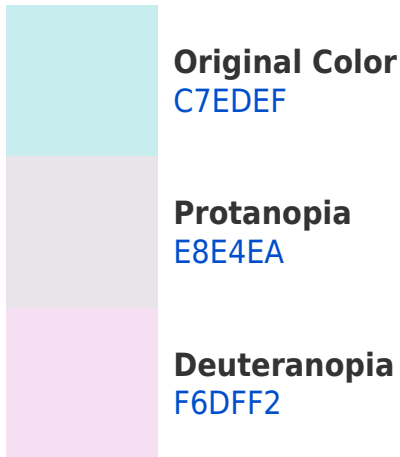 Original Color
C7EDEF
Protanopia
E8E4EA
Deuteranopia
F6DFF2